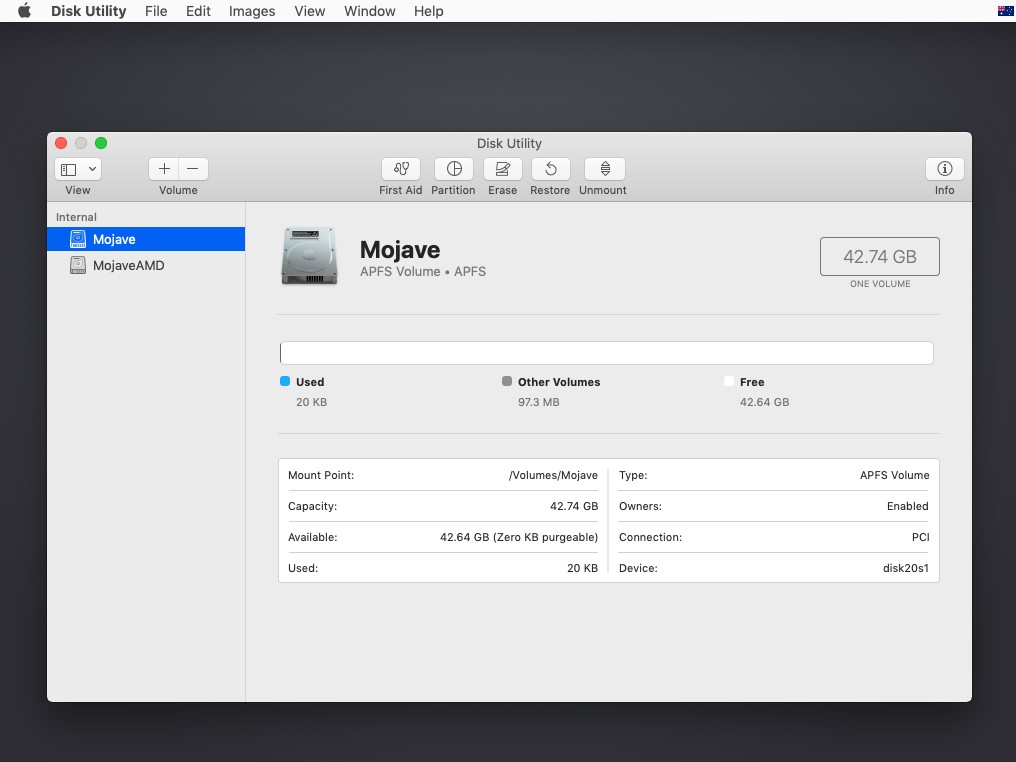 Disk Utility File Edit Images View Window Help
Disk Utility
View Volume First Aid Partition Erase Restore Unmount Info
Internal
Mojave
MojaveAMD
Mojave
APFS Volume • APFS
42.74 GB
ONE VOLUME
Used Other Volumes Free
20 KB 97.3 MB 42.64 GB
Mount Point: /Volumes/Mojave Type: APFS Volume
Capacity: 42.74 GB Owners: Enabled
Available: 42.64 GB (Zero KB purgeable) Connection: PCI
Used: 20 KB Device: disk20s1